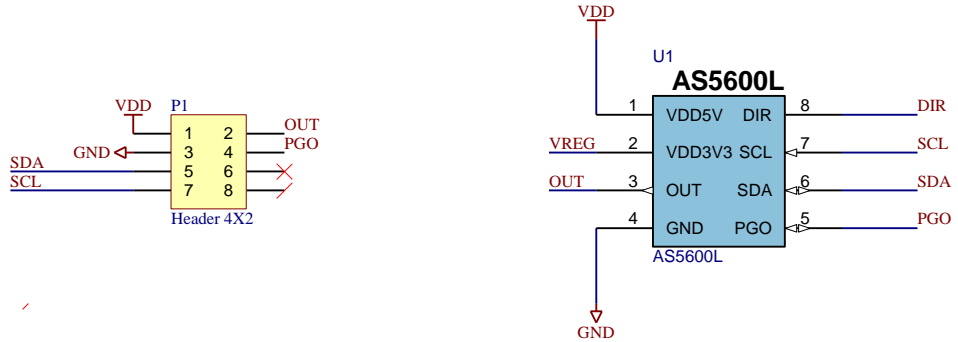 VDD
P1
1 2 OUT
GND 3 4 PGO
SDA 5 6
SCL 7 8
Header 4X2
VDD
U1
AS5600L
1 VDD5V DIR 8 DIR
VREG 2 VDD3V3 SCL 7 SCL
OUT 3 OUT SDA 6 SDA
4 GND PGO 5 PGO
AS5600L
GND